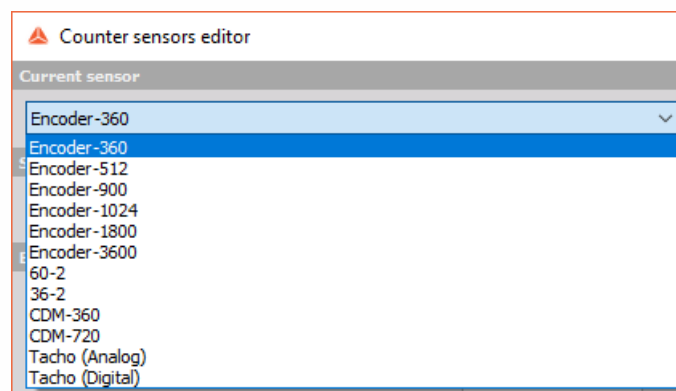 Counter sensors editor
Current sensor
Encoder-360
Encoder-360
Encoder-512
Encoder-900
Encoder-1024
Encoder-1800
Encoder-3600
60-2
36-2
CDM-360
CDM-720
Tacho (Analog)
Tacho (Digital)